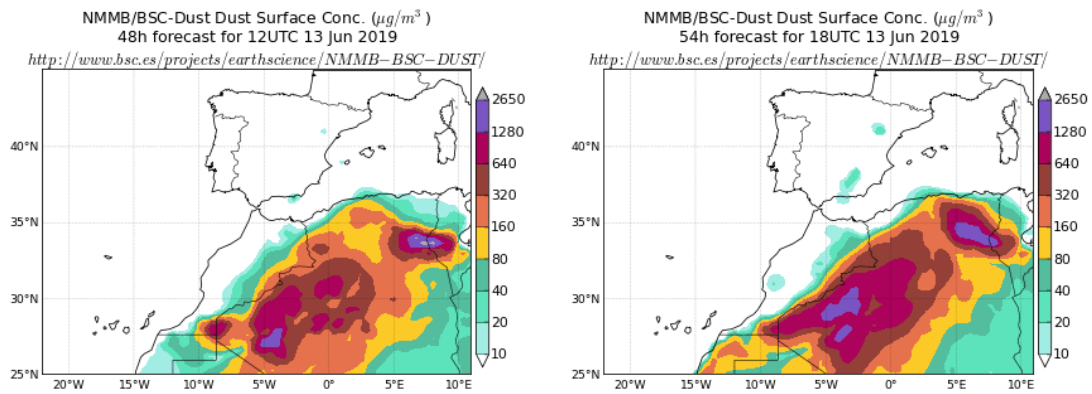 NMMB/BSC-Dust Dust Surface Conc. (μg/m³ )
48h forecast for 12UTC 13 Jun 2019
http://www.bsc.es/projects/earthscience/NMMB−BSC−DUST/
40°N
35°N
30°N
25°N
20°W
15°W
10°W
5°W
0°
5°E
10°E
2650
1280
640
320
160
80
40
20
10
NMMB/BSC-Dust Dust Surface Conc. (μg/m³ )
54h forecast for 18UTC 13 Jun 2019
http://www.bsc.es/projects/earthscience/NMMB−BSC−DUST/
40°N
35°N
30°N
25°N
20°W
15°W
10°W
5°W
0°
5°E
10°E
2650
1280
640
320
160
80
40
20
10